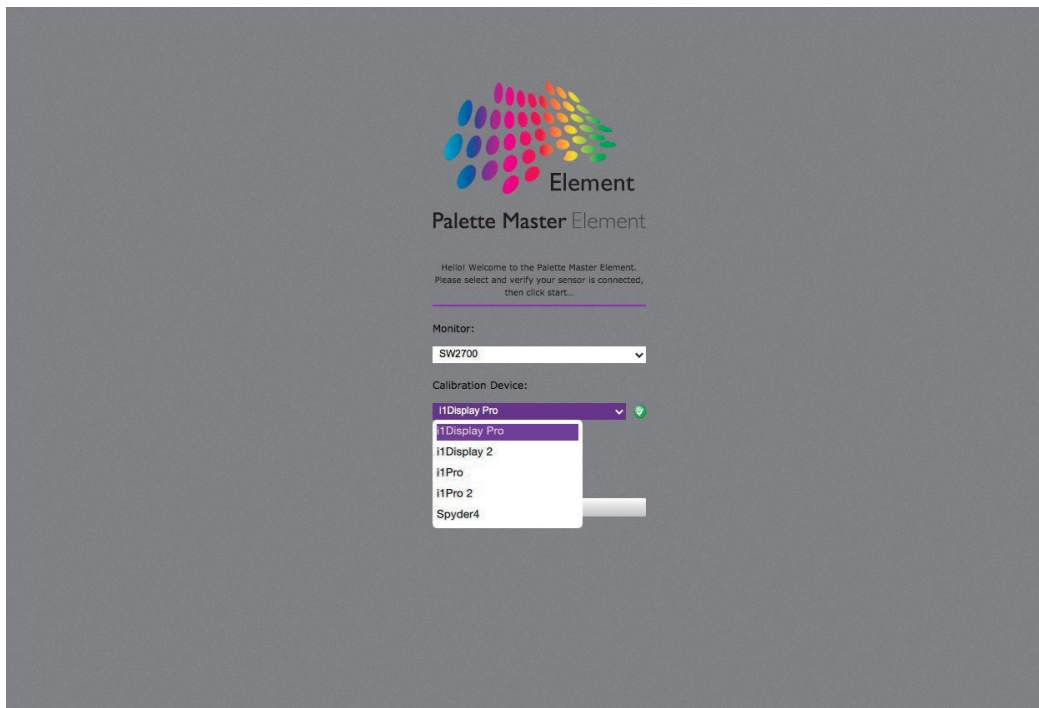 Element
Palette Master Element
Hello! Welcome to the Palette Master Element.
Please select and verify your sensor is connected,
then click start...
Monitor:
SW2700
Calibration Device:
i1Display Pro
i1Display Pro
i1Display 2
i1Pro
i1Pro 2
Spyder4